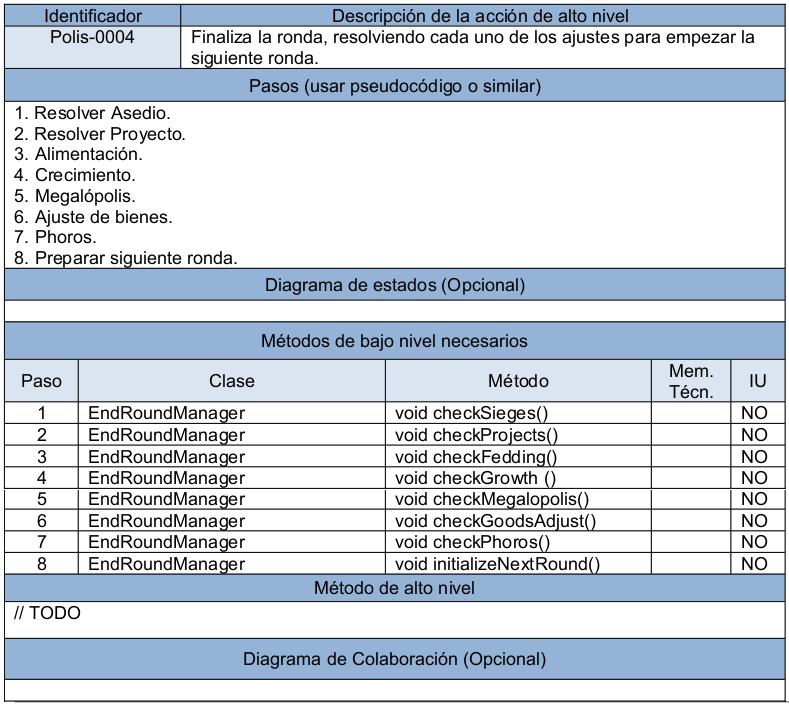 Identificador Descripción de la acción de alto nivel
Polis-0004 Finaliza la ronda, resolviendo cada uno de los ajustes para empezar la
siguiente ronda.
Pasos (usar pseudocódigo o similar)
1. Resolver Asedio.
2. Resolver Proyecto.
3. Alimentación.
4. Crecimiento.
5. Megalópolis.
6. Ajuste de bienes.
7. Phoros.
8. Preparar siguiente ronda.
Diagrama de estados (Opcional)
Métodos de bajo nivel necesarios
Paso Clase Método Mem. Técn. IU
1 EndRoundManager void checkSieges() NO
2 EndRoundManager void checkProjects() NO
3 EndRoundManager void checkFedding() NO
4 EndRoundManager void checkGrowth () NO
5 EndRoundManager void checkMegalopolis() NO
6 EndRoundManager void checkGoodsAdjust() NO
7 EndRoundManager void checkPhoros() NO
8 EndRoundManager void initializeNextRound() NO
Método de alto nivel
// TODO
Diagrama de Colaboración (Opcional)